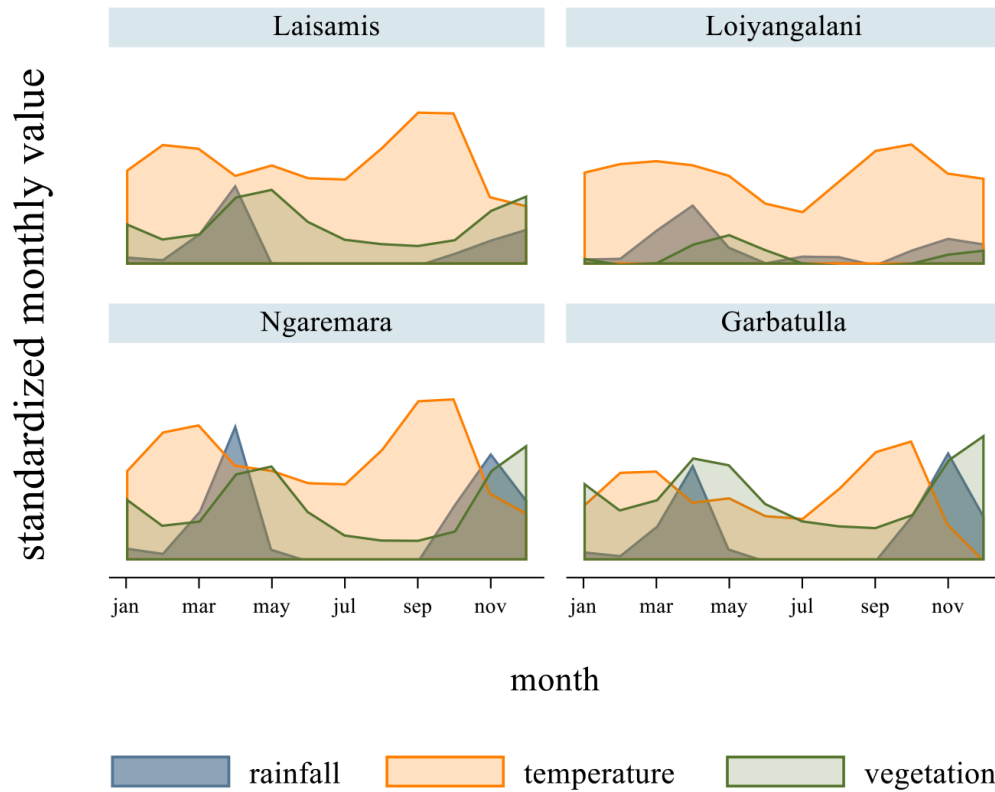 Laisamis
Loiyangalani
standardized monthly value
Ngaremara
Garbatulla
jan mar may jul sep nov
jan mar may jul sep nov
month
rainfall temperature vegetation